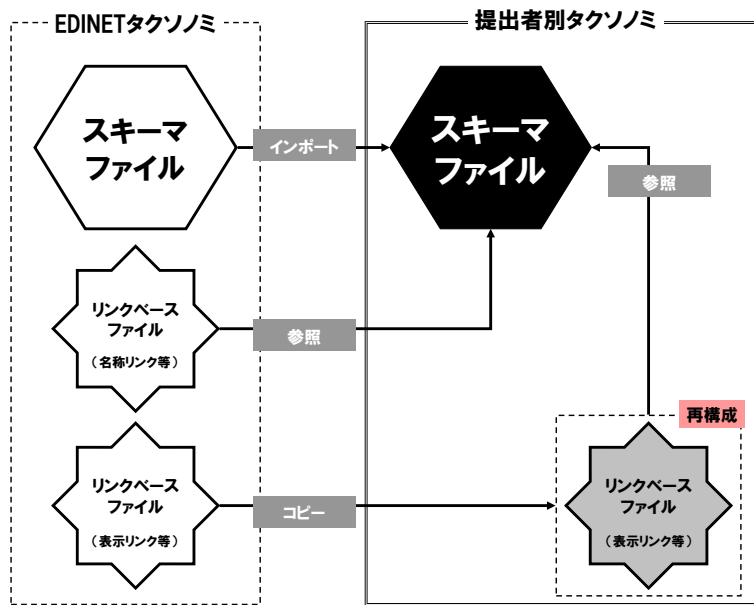 EDINETタクソノミ
提出者別タクソノミ
スキーマ
ファイル
インポート
スキーマ
ファイル
参照
リンクベース
ファイル
（名称リンク等）
参照
再構成
リンクベース
ファイル
（表示リンク等）
コピー
リンクベース
ファイル
（表示リンク等）